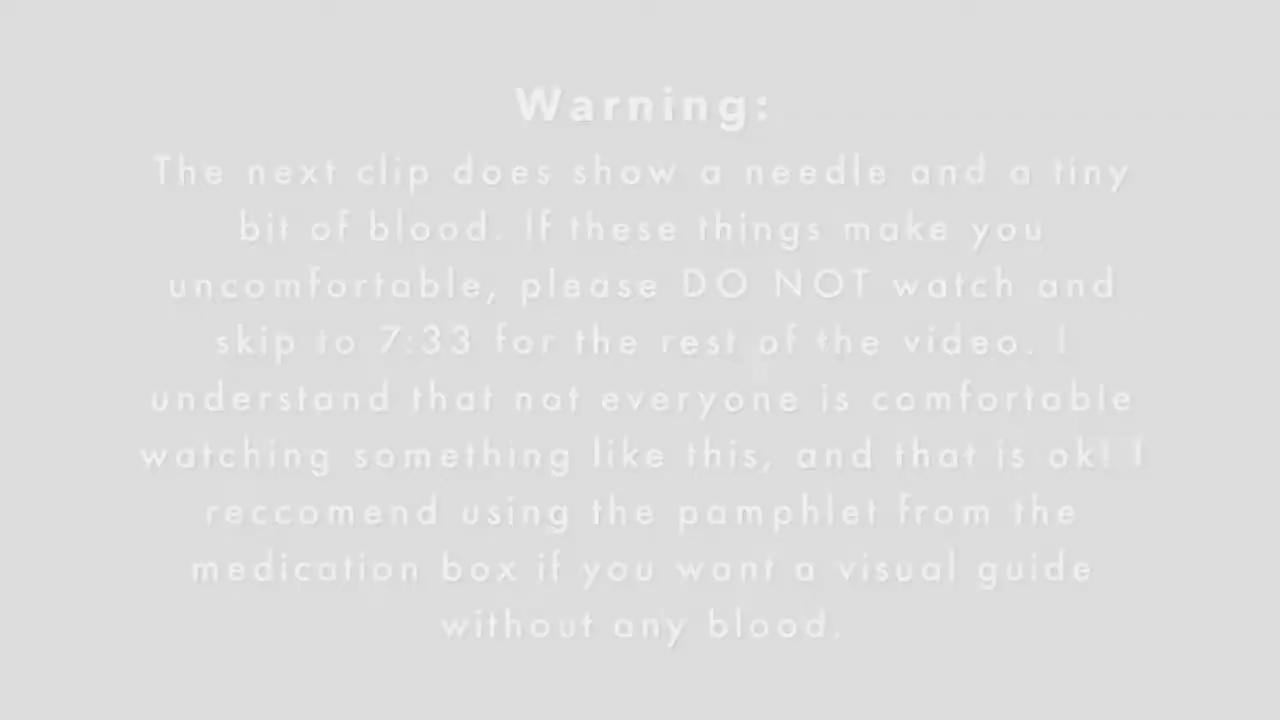 Warning:
The next clip does show a needle and a tiny
bit of blood. If these things make you
uncomfortable, please DO NOT watch and
skip to 7:33 for the rest of the video. I
understand that not everyone is comfortable
watching something like this, and that is ok! I
reccomend using the pamphlet from the
medication box if you want a visual guide
without any blood.